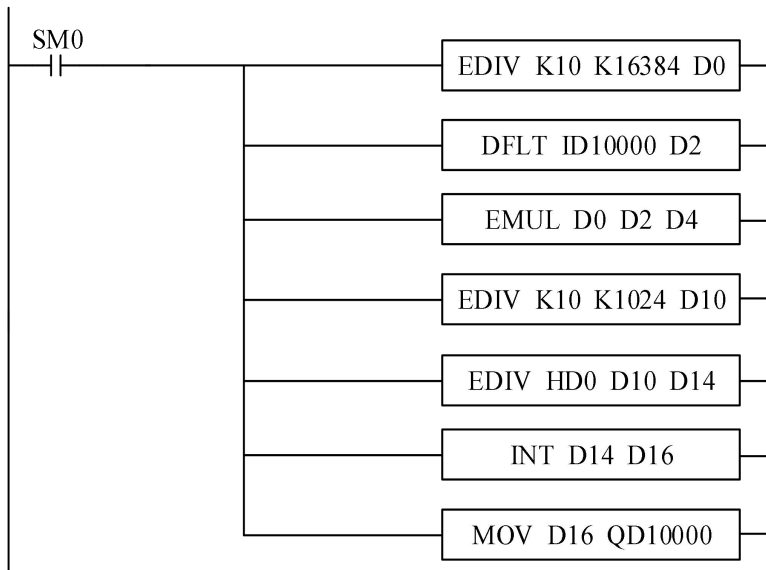 SM0
EDIV K10 K16384 D0
DFLT ID10000 D2
EMUL D0 D2 D4
EDIV K10 K1024 D10
EDIV HD0 D10 D14
INT D14 D16
MOV D16 QD10000